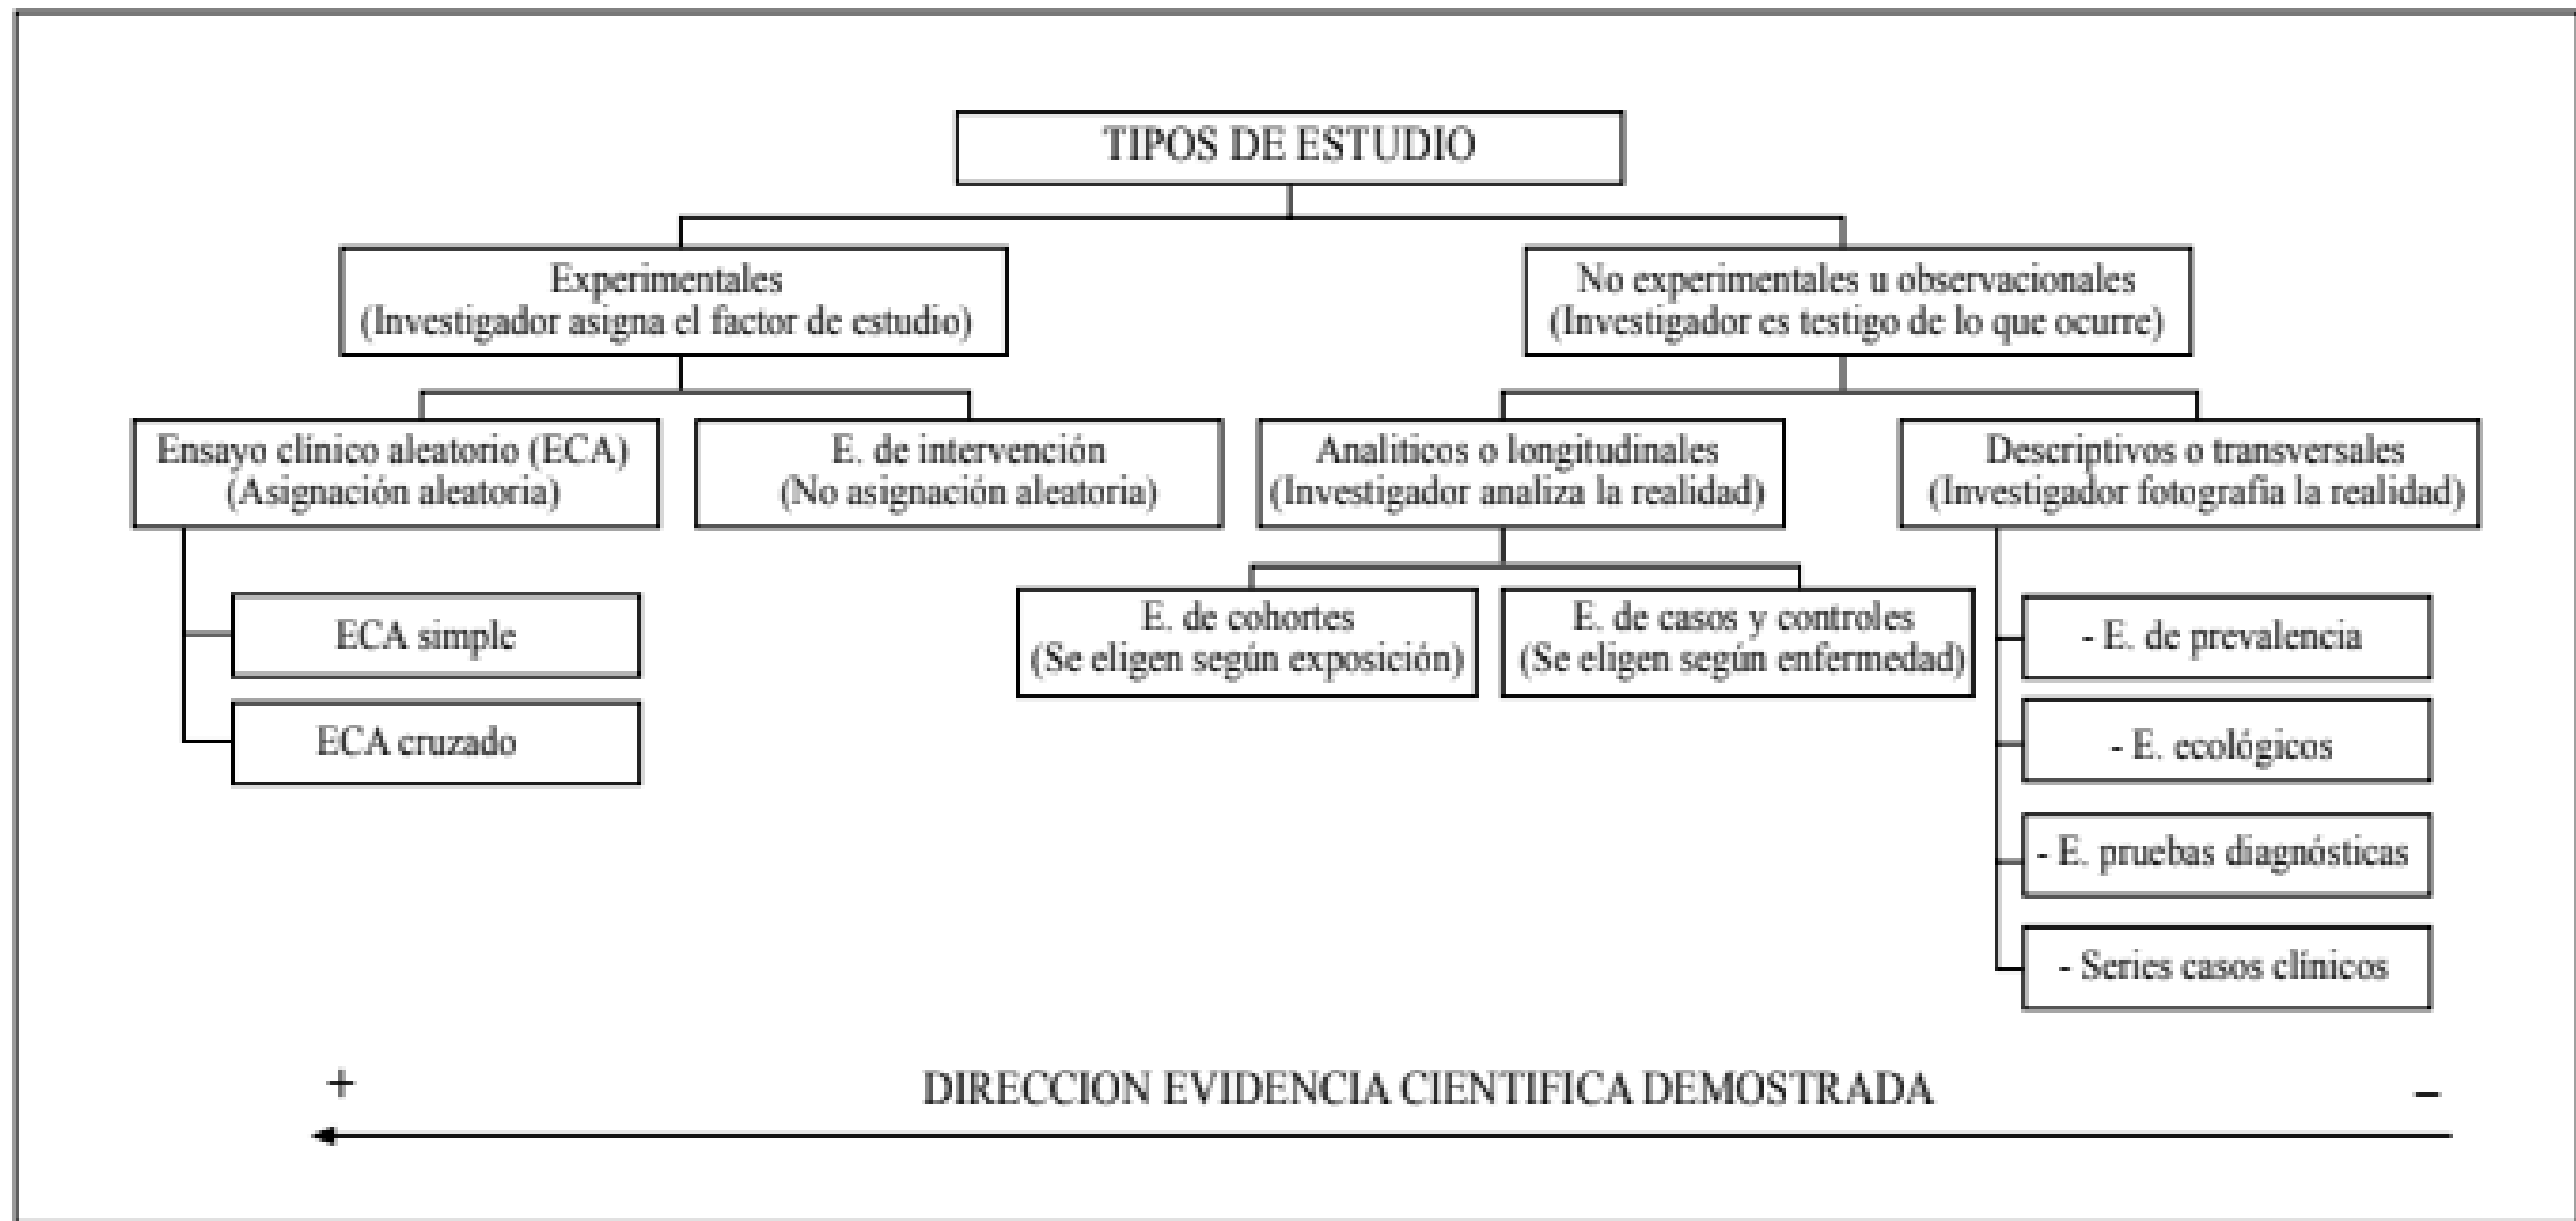 TIPOS DE ESTUDIO
Experimentales
(Investigador asigna el factor de estudio)
No experimentales u observacionales
(Investigador es testigo de lo que ocurre)
Ensayo clínico aleatorio (ECA)
(Asignación aleatoria)
E. de intervención
(No asignación aleatoria)
Analiticos o longitudinales
(Investigador analiza la realidad)
Descriptivos o transversales
(Investigador fotografia la realidad)
ECA simple
ECA cruzado
E. de cohortes
(Se eligen según exposición)
E. de casos y controles
(Se eligen según enfermedad)
- E. de prevalencia
- E. ecológicos
- E. pruebas diagnósticas
- Series casos clínicos
+ DIRECCION EVIDENCIA CIENTIFICA DEMOSTRADA –